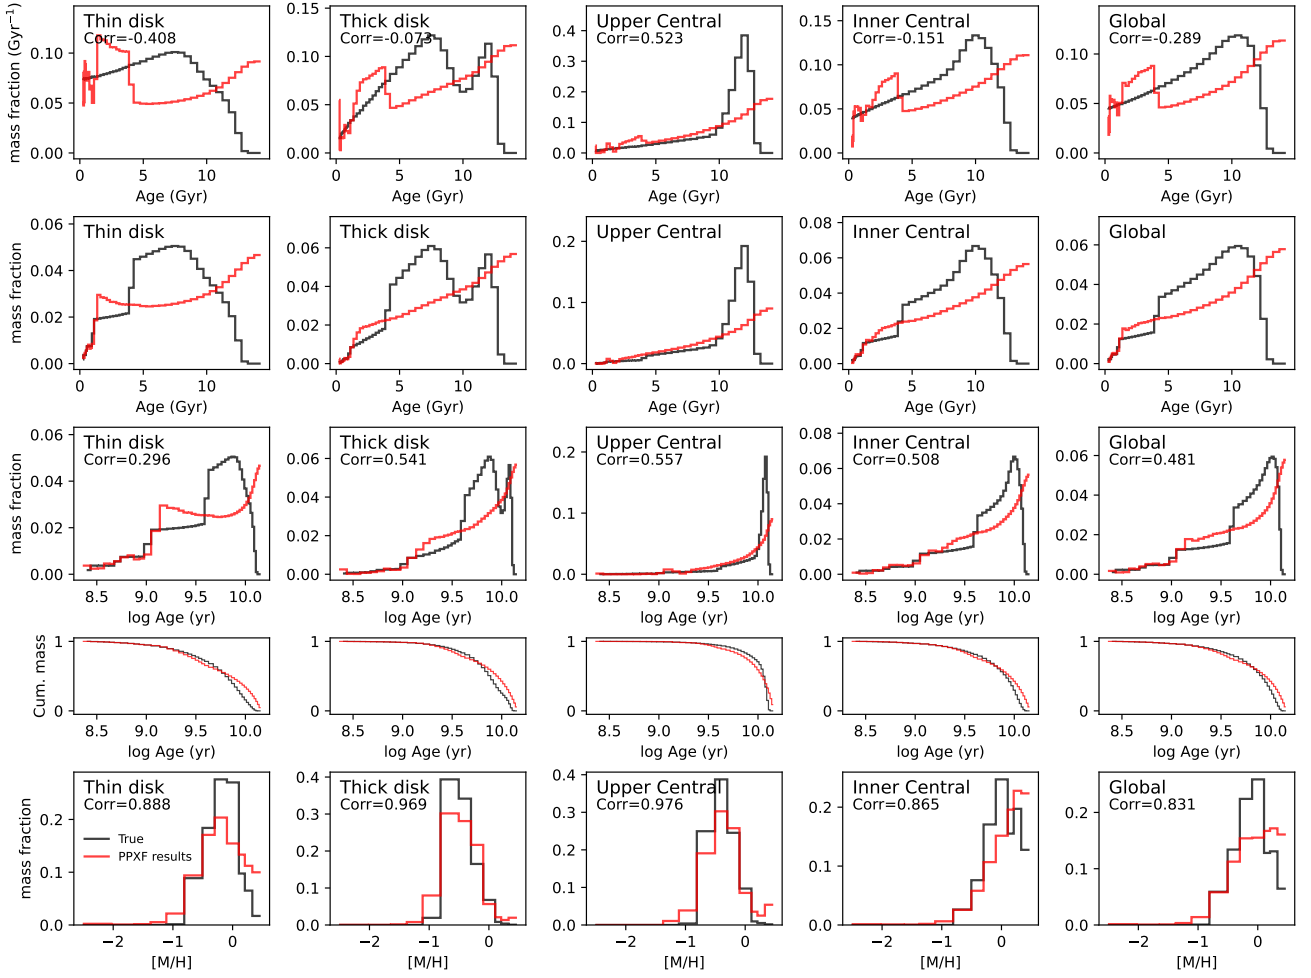 Thin disk
Corr=-0.408
Thick disk
Corr=-0.073
Upper Central
Corr=0.523
Inner Central
Corr=-0.151
Global
Corr=-0.289
mass fraction (Gyr⁻¹)
0.10
0.05
0.00
0.15
0.10
0.05
0.00
0.4
0.3
0.2
0.1
0.0
0.15
0.10
0.05
0.00
0.10
0.05
0.00
0 5 10
0 5 10
0 5 10
0 5 10
0 5 10
Age (Gyr)
Age (Gyr)
Age (Gyr)
Age (Gyr)
Age (Gyr)
Thin disk
Thick disk
Upper Central
Inner Central
Global
mass fraction
0.06
0.04
0.02
0.00
0.06
0.04
0.02
0.00
0.2
0.1
0.0
0.08
0.06
0.04
0.02
0.00
0.06
0.04
0.02
0.00
0 5 10
0 5 10
0 5 10
0 5 10
0 5 10
Age (Gyr)
Age (Gyr)
Age (Gyr)
Age (Gyr)
Age (Gyr)
Thin disk
Corr=0.296
Thick disk
Corr=0.541
Upper Central
Corr=0.557
Inner Central
Corr=0.508
Global
Corr=0.481
mass fraction
0.06
0.04
0.02
0.00
0.06
0.04
0.02
0.00
0.2
0.1
0.0
0.08
0.06
0.04
0.02
0.00
0.06
0.04
0.02
0.00
8.5 9.0 9.5 10.0
8.5 9.0 9.5 10.0
8.5 9.0 9.5 10.0
8.5 9.0 9.5 10.0
8.5 9.0 9.5 10.0
log Age (yr)
log Age (yr)
log Age (yr)
log Age (yr)
log Age (yr)
Cum. mass
1
0
1
0
1
0
1
0
1
0
8.5 9.0 9.5 10.0
8.5 9.0 9.5 10.0
8.5 9.0 9.5 10.0
8.5 9.0 9.5 10.0
8.5 9.0 9.5 10.0
log Age (yr)
log Age (yr)
log Age (yr)
log Age (yr)
log Age (yr)
Thin disk
Corr=0.888
True
PPXF results
Thick disk
Corr=0.969
Upper Central
Corr=0.976
Inner Central
Corr=0.865
Global
Corr=0.831
mass fraction
0.2
0.1
0.0
0.4
0.3
0.2
0.1
0.0
0.4
0.3
0.2
0.1
0.0
0.2
0.1
0.0
0.2
0.1
0.0
−2 −1 0
−2 −1 0
−2 −1 0
−2 −1 0
−2 −1 0
[M/H]
[M/H]
[M/H]
[M/H]
[M/H]